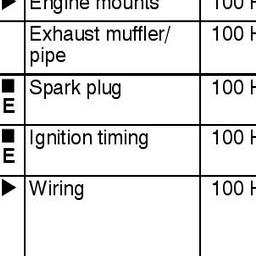 ▶ Engine mounts 100 H
Exhaust muffler/ 100 H
pipe
■ Spark plug 100 H
E
■ Ignition timing 100 H
E
▶ Wiring 100 H